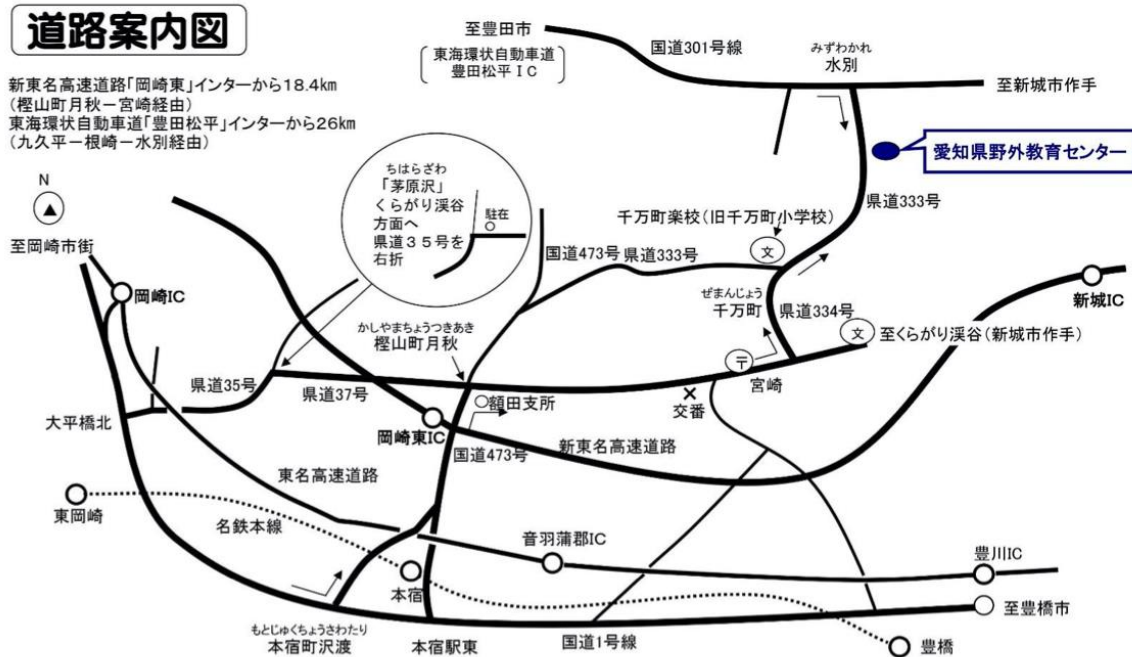 道路案内図
新東名高速道路「岡崎東」インターから18.4km
(樫山町月秋－宮崎経由)
東海環状自動車道「豊田松平」インターから26km
(九久平－根崎－水別経由)
至豊田市
東海環状自動車道
豊田松平IC
国道301号線
みずわかれ
水別
至新城市作手
愛知県野外教育センター
県道333号
N
至岡崎市街
岡崎IC
ちはらざわ
「茅原沢」
くらがり渓谷
方面へ
県道35号を
右折
駐在
千万町楽校(旧千万町小学校)
文
国道473号 県道333号
ぜまんじょう
千万町
県道334号
新城IC
文
至くらがり渓谷(新城市作手)
かしやまちょうつきあき
樫山町月秋
〒
宮崎
交番
県道35号
県道37号
額田支所
大平橋北
岡崎東IC
国道473号
新東名高速道路
東名高速道路
東岡崎
名鉄本線
音羽蒲郡IC
豊川IC
本宿
至豊橋市
もとじゅくちょうさわたり
本宿町沢渡
本宿駅東
国道1号線
豊橋